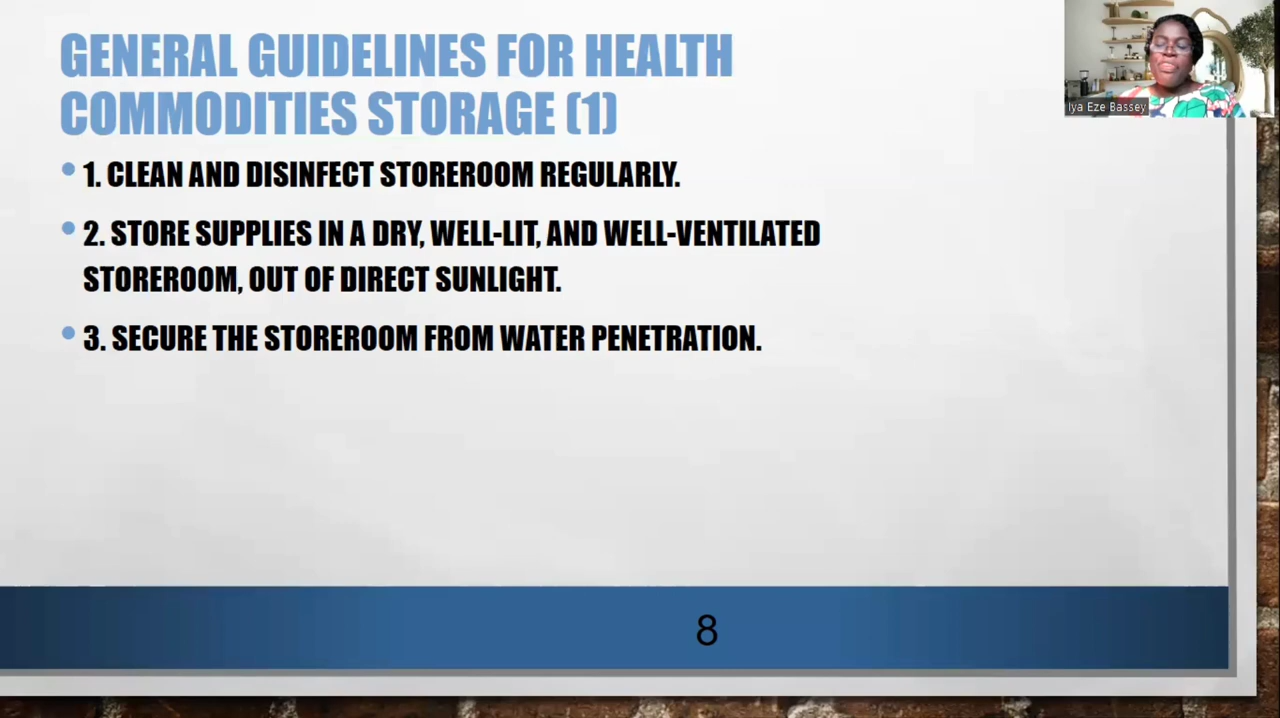 GENERAL GUIDELINES FOR HEALTH
COMMODITIES STORAGE (1)
• 1. CLEAN AND DISINFECT STOREROOM REGULARLY.
• 2. STORE SUPPLIES IN A DRY, WELL-LIT, AND WELL-VENTILATED
STOREROOM, OUT OF DIRECT SUNLIGHT.
• 3. SECURE THE STOREROOM FROM WATER PENETRATION.
8
Iya Eze Bassey